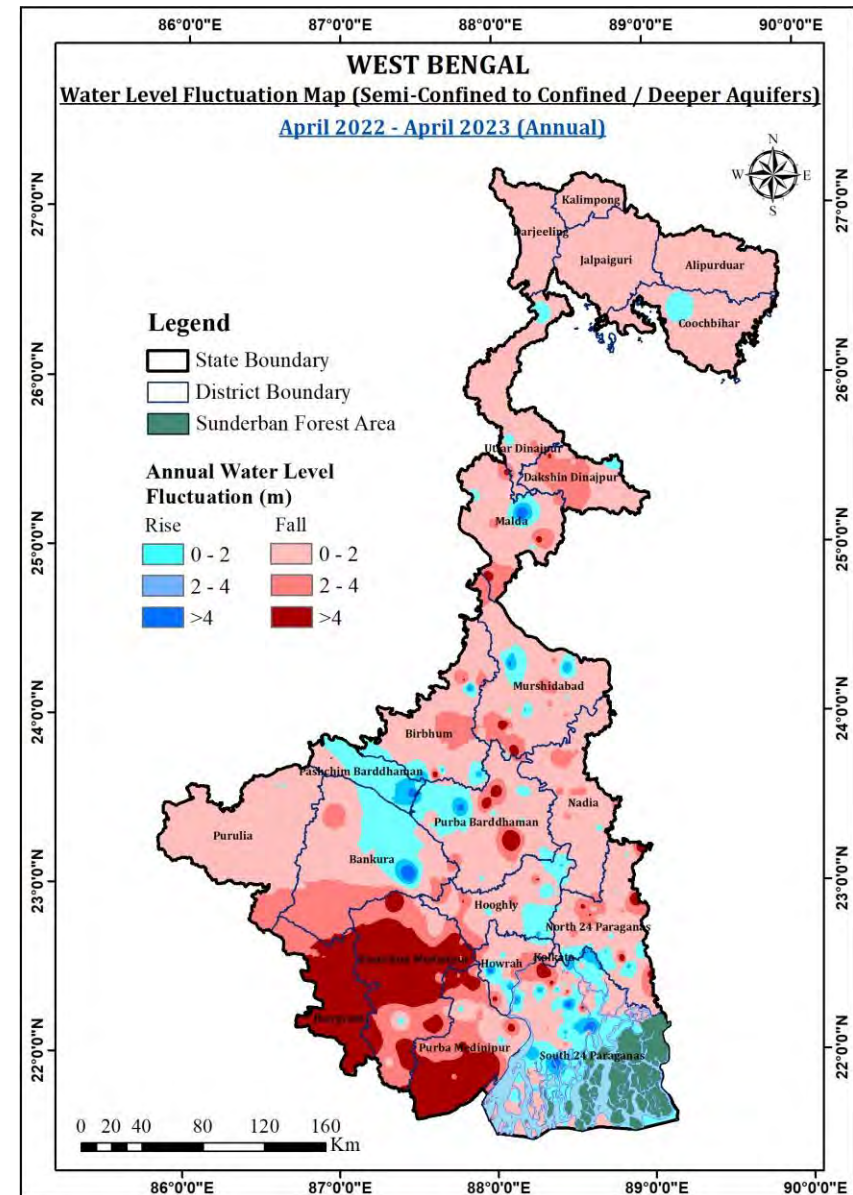 86°0'0"E 87°0'0"E 88°0'0"E 89°0'0"E 90°0'0"E
WEST BENGAL
Water Level Fluctuation Map (Semi-Confined to Confined / Deeper Aquifers)
April 2022 - April 2023 (Annual)
N
W E
S
27°0'0"N 27°0'0"N
Kalimpong
Darjeeling
Jalpaiguri
Alipurduar
Coochbihar
Legend
State Boundary
District Boundary
Sunderban Forest Area
26°0'0"N 26°0'0"N
Uttar Dinajpur
Dakshin Dinajpur
Malda
Annual Water Level
Fluctuation (m)
Rise Fall
0 - 2 0 - 2
2 - 4 2 - 4
>4 >4
25°0'0"N 25°0'0"N
Murshidabad
24°0'0"N 24°0'0"N
Birbhum
Pashchim Barddhaman
Nadia
Purba Barddhaman
Purulia
Bankura
23°0'0"N 23°0'0"N
Hooghly
North 24 Paraganas
Kolkata
Howrah
Paschim Medinipur
Jhargram
Purba Medinipur
South 24 Paraganas
22°0'0"N 22°0'0"N
0 20 40 80 120 160
Km
86°0'0"E 87°0'0"E 88°0'0"E 89°0'0"E 90°0'0"E